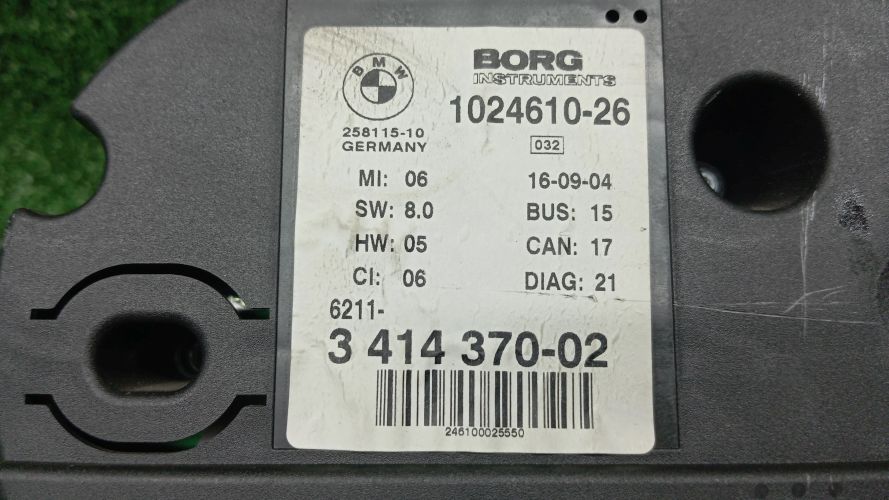 BMW
BORG
INSTRUMENTS
1024610-26
258115-10
GERMANY
032
MI: 06 16-09-04
SW: 8.0 BUS: 15
HW: 05 CAN: 17
CI: 06 DIAG: 21
6211-
3 414 370-02
246100025550